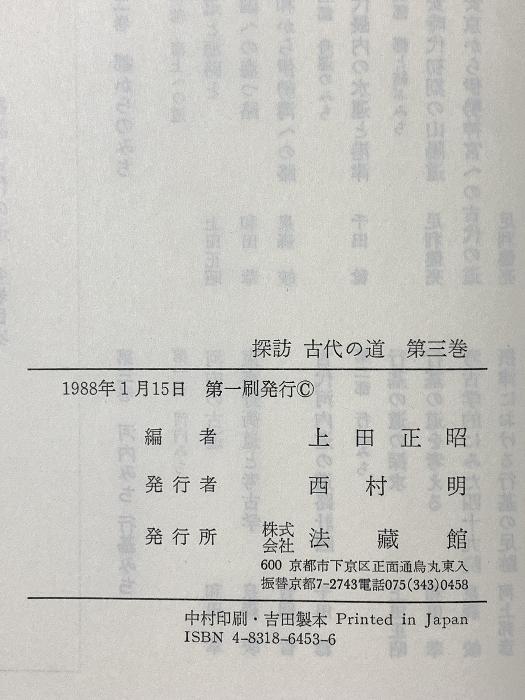 探訪 古代の道 第三巻
1988年1月15日 第一刷発行©
編者 上田正昭
発行者 西村明
発行所 株式会社 法藏館
600 京都市下京区正面通烏丸東入
振替京都7-2743電話075(343)0458
中村印刷・吉田製本 Printed in Japan
ISBN 4-8318-6453-6